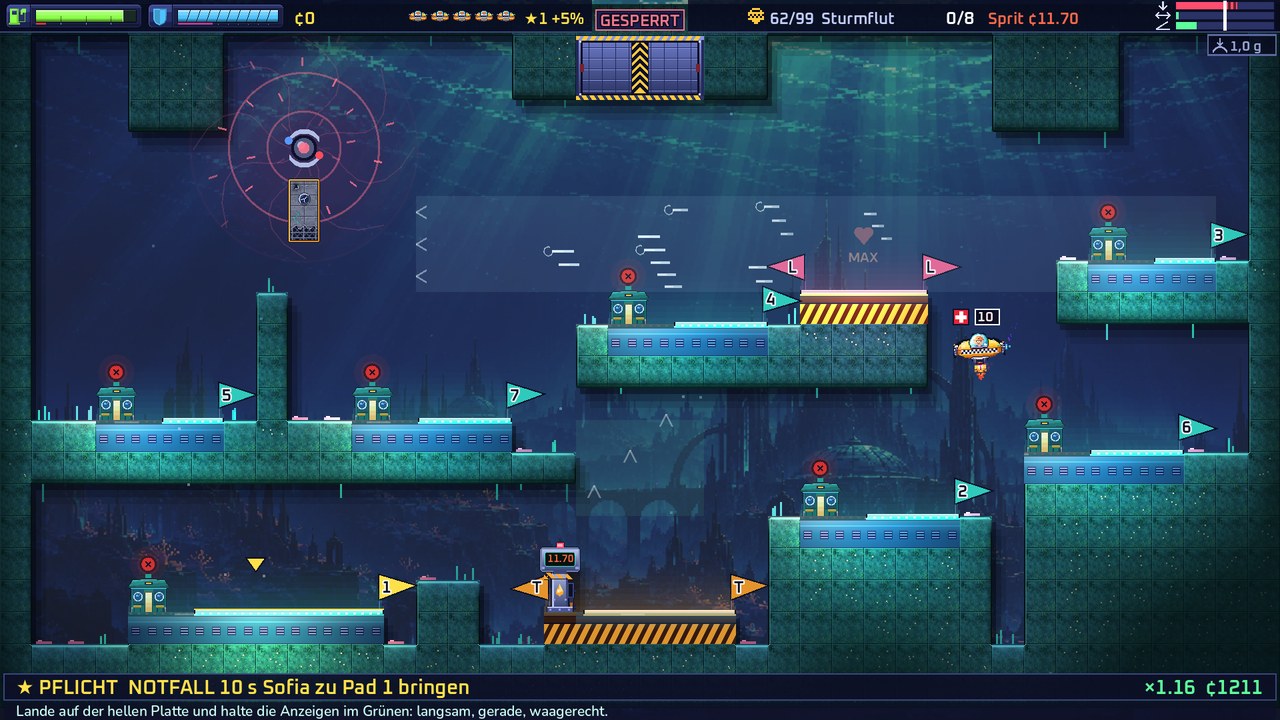 ₵0
★1 +5%
GESPERRT
62/99 Sturmflut
0/8 Sprit ₵11.70
1,0 g
L
MAX
L
3
4
10
5
7
6
2
11.70
1
T
T
★ PFLICHT NOTFALL 10 s Sofia zu Pad 1 bringen
×1.16 ₵1211
Lande auf der hellen Platte und halte die Anzeigen im Grünen: langsam, gerade, waagerecht.